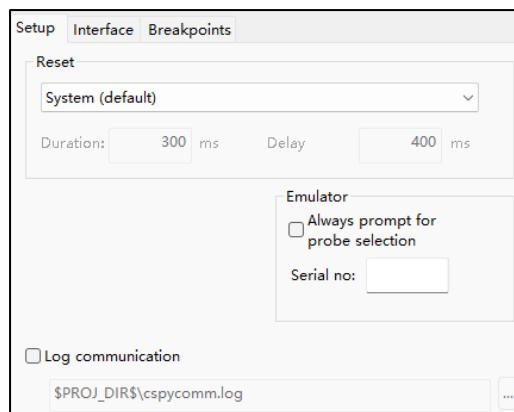 Setup Interface Breakpoints
Reset
System (default)
Duration: 300 ms Delay 400 ms
Emulator
Always prompt for
probe selection
Serial no:
Log communication
$PROJ_DIR$\cspycomm.log ...